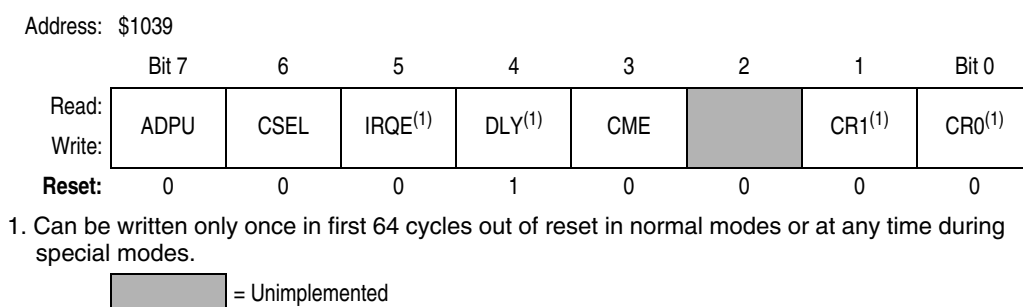 Address: $1039
Bit 7 6 5 4 3 2 1 Bit 0
Read:
ADPU CSEL IRQE(1) DLY(1) CME CR1(1) CR0(1)
Write:
Reset: 0 0 0 1 0 0 0 0
1. Can be written only once in first 64 cycles out of reset in normal modes or at any time during
special modes.
= Unimplemented